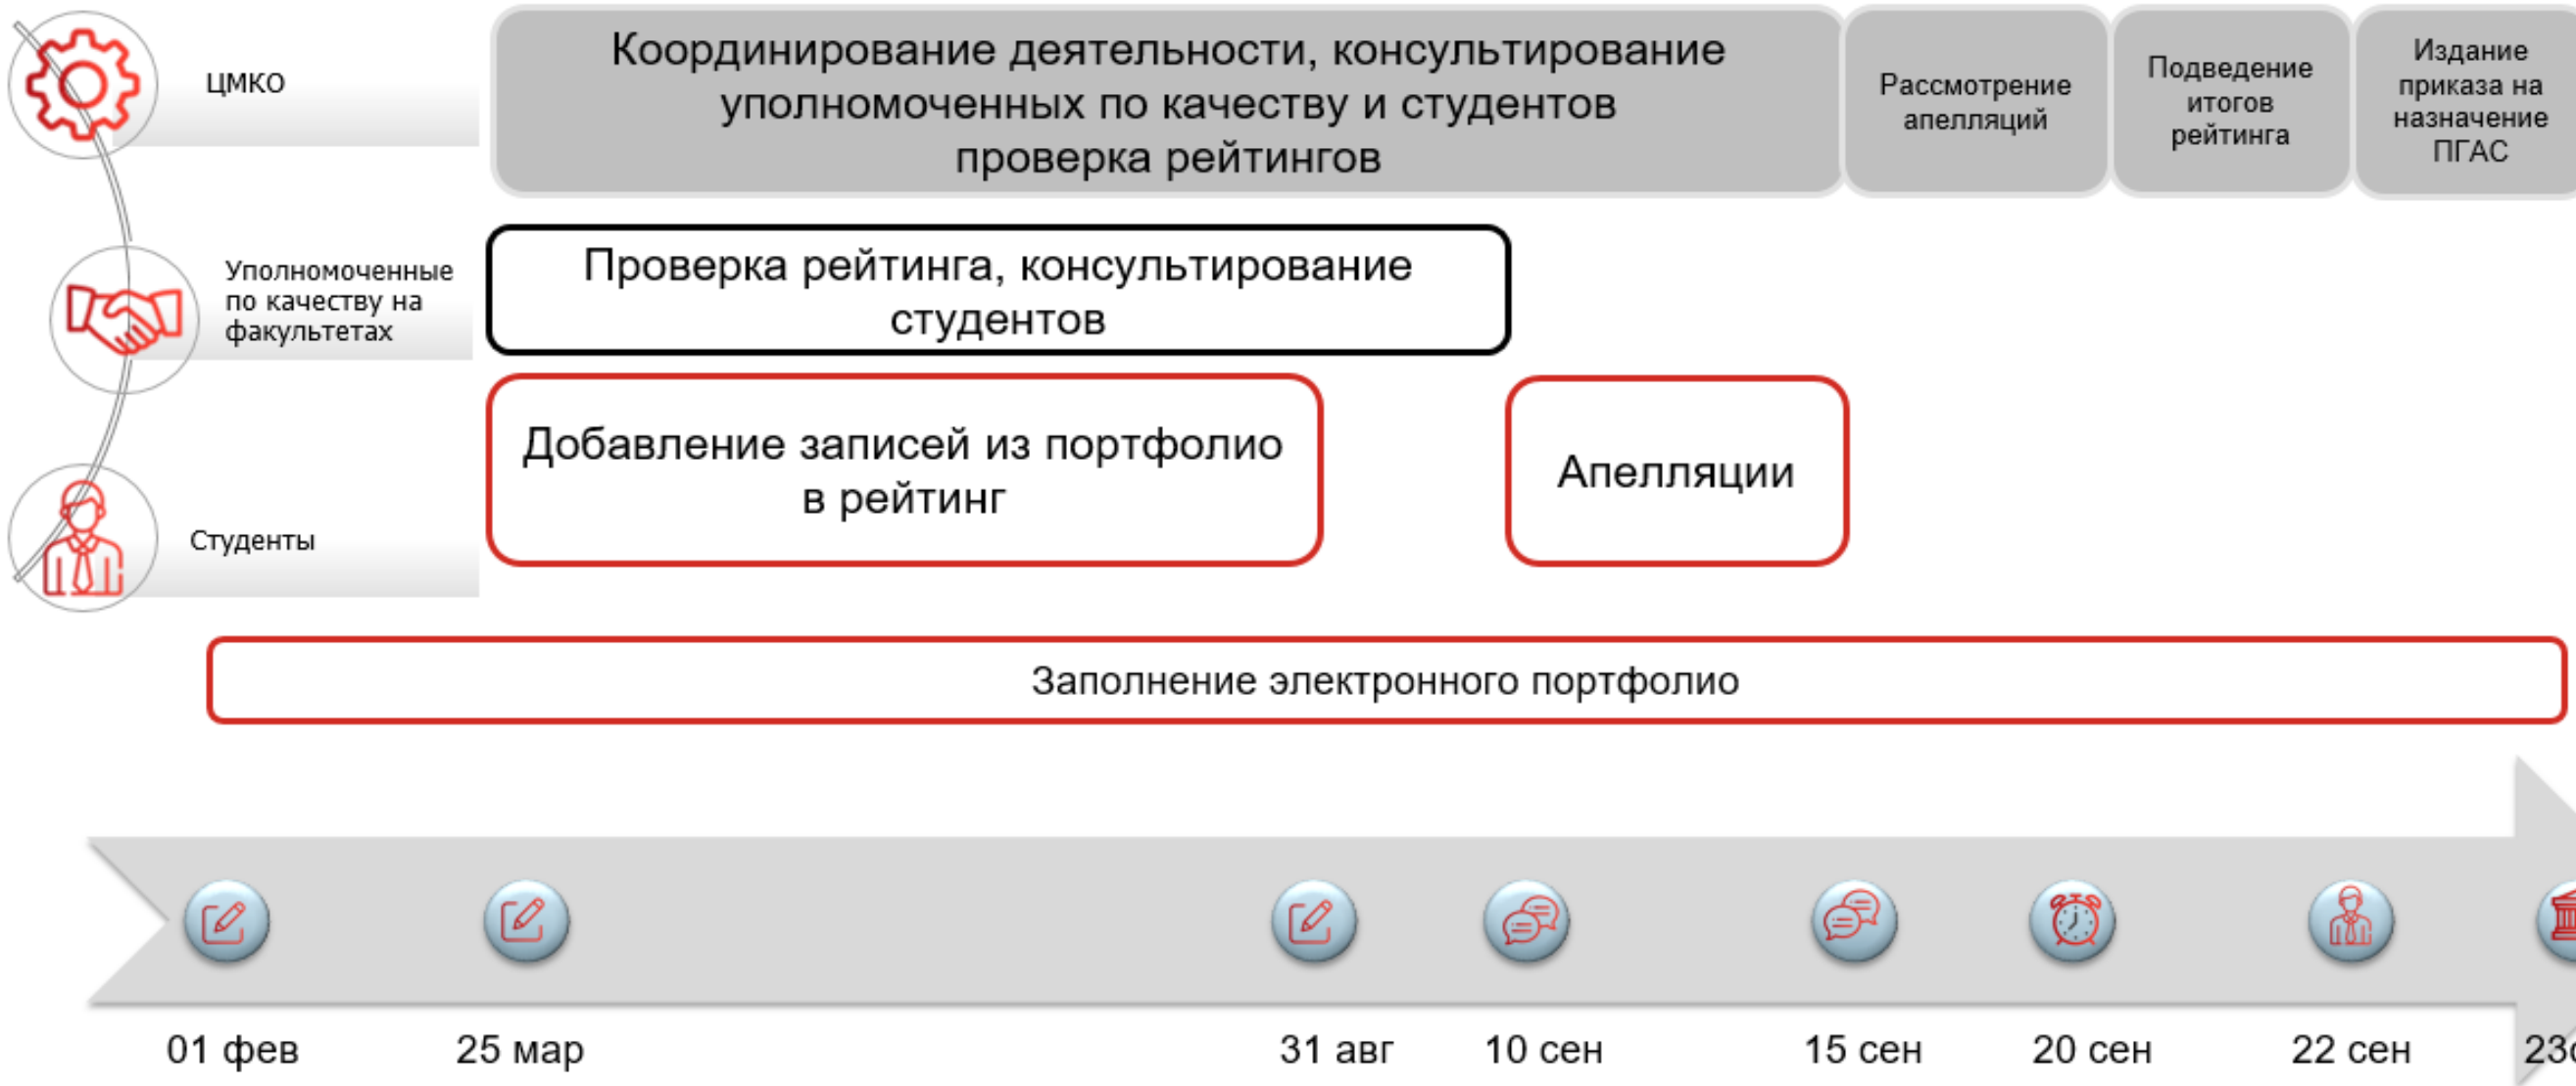 ЦМКО
Координирование деятельности, консультирование
уполномоченных по качеству и студентов
проверка рейтингов
Рассмотрение
апелляций
Подведение
итогов
рейтинга
Издание
приказа на
назначение
ПГАС
Уполномоченные
по качеству на
факультетах
Проверка рейтинга, консультирование
студентов
Студенты
Добавление записей из портфолио
в рейтинг
Апелляции
Заполнение электронного портфолио
01 фев
25 мар
31 авг
10 сен
15 сен
20 сен
22 сен
23